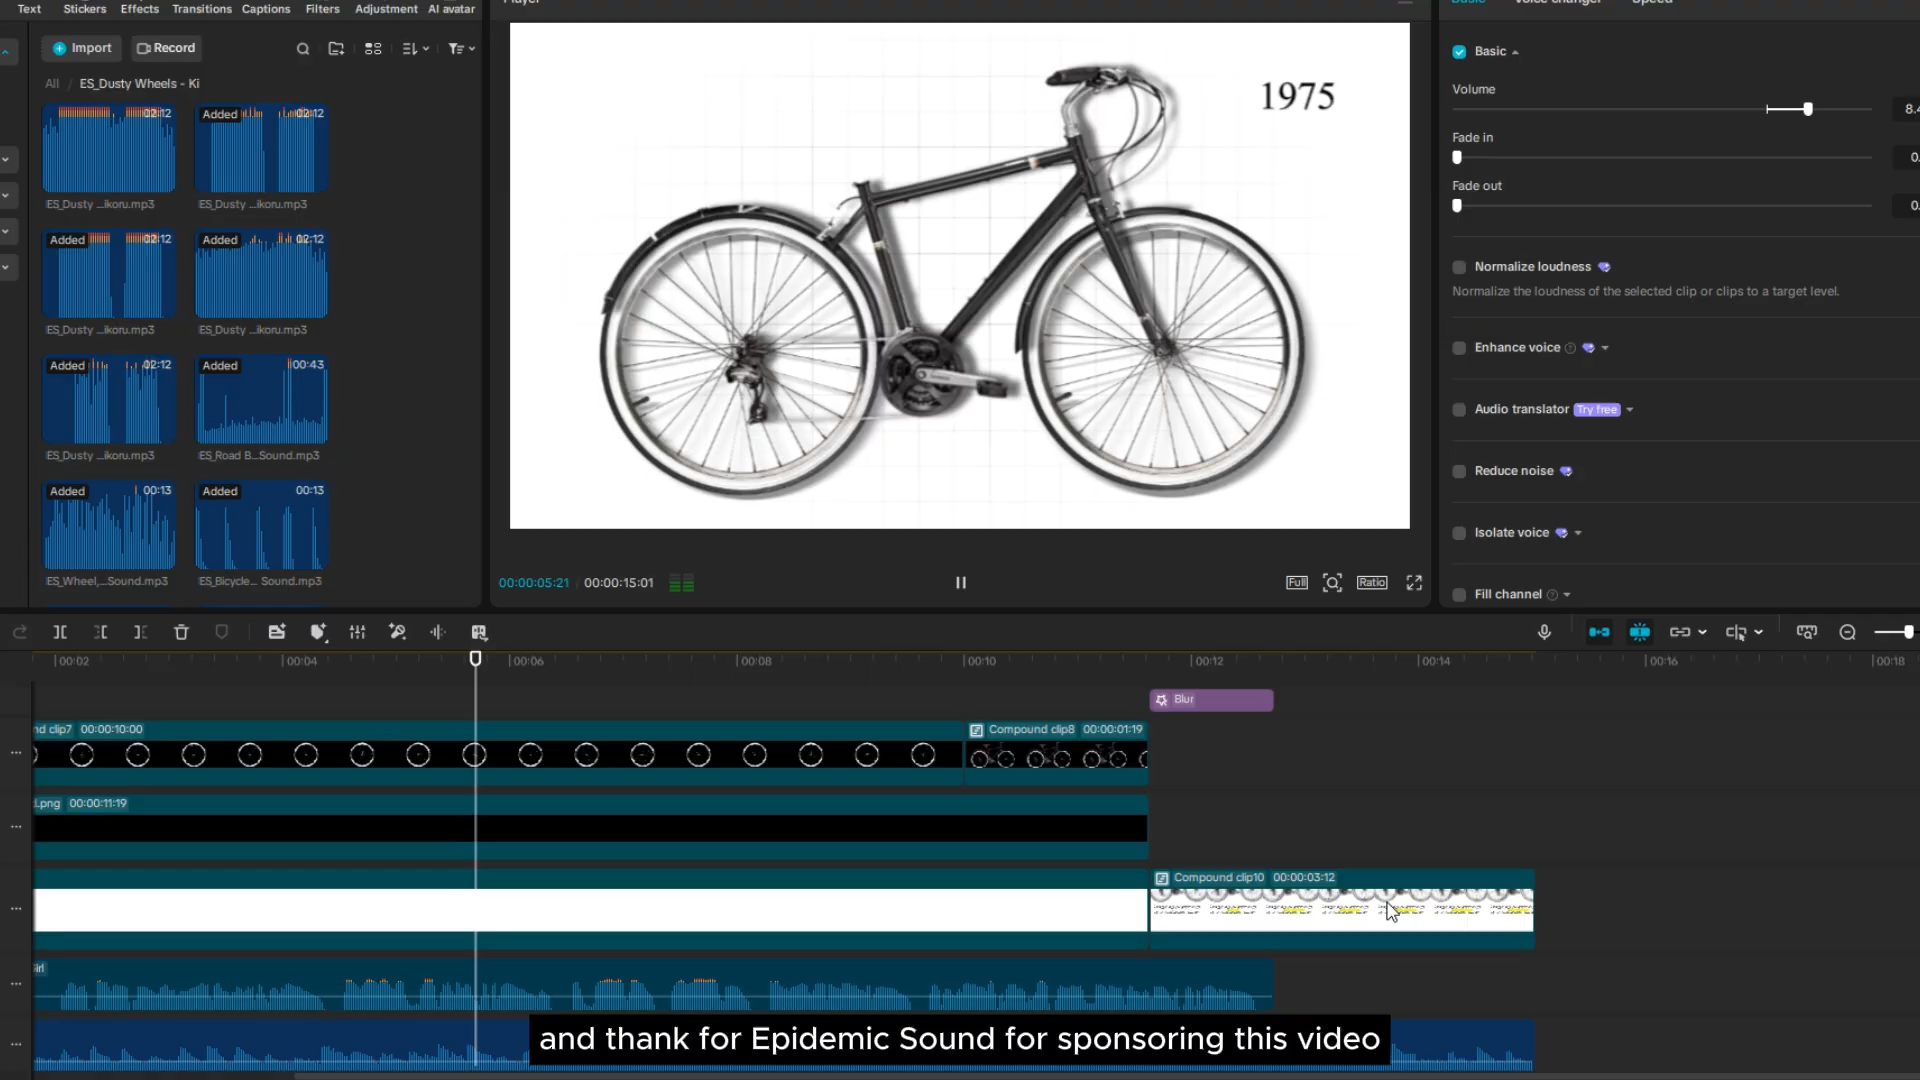 Text Stickers Effects Transitions Captions Filters Adjustment AI avatar
Player
Basic Voice changer Speed
Import Record
All / ES_Dusty Wheels - Ki
02:12
Added 02:12
ES_Dusty ...ikoru.mp3
ES_Dusty ...ikoru.mp3
Added 02:12
Added 02:12
ES_Dusty ...ikoru.mp3
ES_Dusty ...ikoru.mp3
Added 02:12
Added 00:43
ES_Dusty ...ikoru.mp3
ES_Road B...Sound.mp3
Added 00:13
Added 00:13
ES_Wheel,...Sound.mp3
ES_Bicycle... Sound.mp3
1975
00:00:05:21 00:00:15:01
Full Ratio
Basic
Volume
8.4
Fade in
0.
Fade out
0.
Normalize loudness
Normalize the loudness of the selected clip or clips to a target level.
Enhance voice
Audio translator Try free
Reduce noise
Isolate voice
Fill channel
00:02 00:04 00:06 00:08 00:10 00:12 00:14 00:16 00:18
Blur
nd clip7 00:00:10:00
Compound clip8 00:00:01:19
.png 00:00:11:19
Compound clip10 00:00:03:12
and thank for Epidemic Sound for sponsoring this video